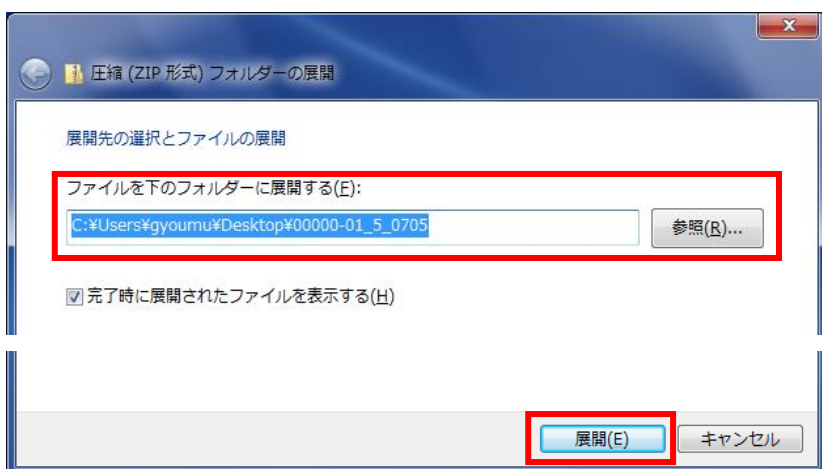 圧縮 (ZIP 形式) フォルダーの展開
展開先の選択とファイルの展開
ファイルを下のフォルダーに展開する(F):
C:¥Users¥gyoumu¥Desktop¥00000-01_5_0705
参照(R)...
完了時に展開されたファイルを表示する(H)
展開(E)
キャンセル